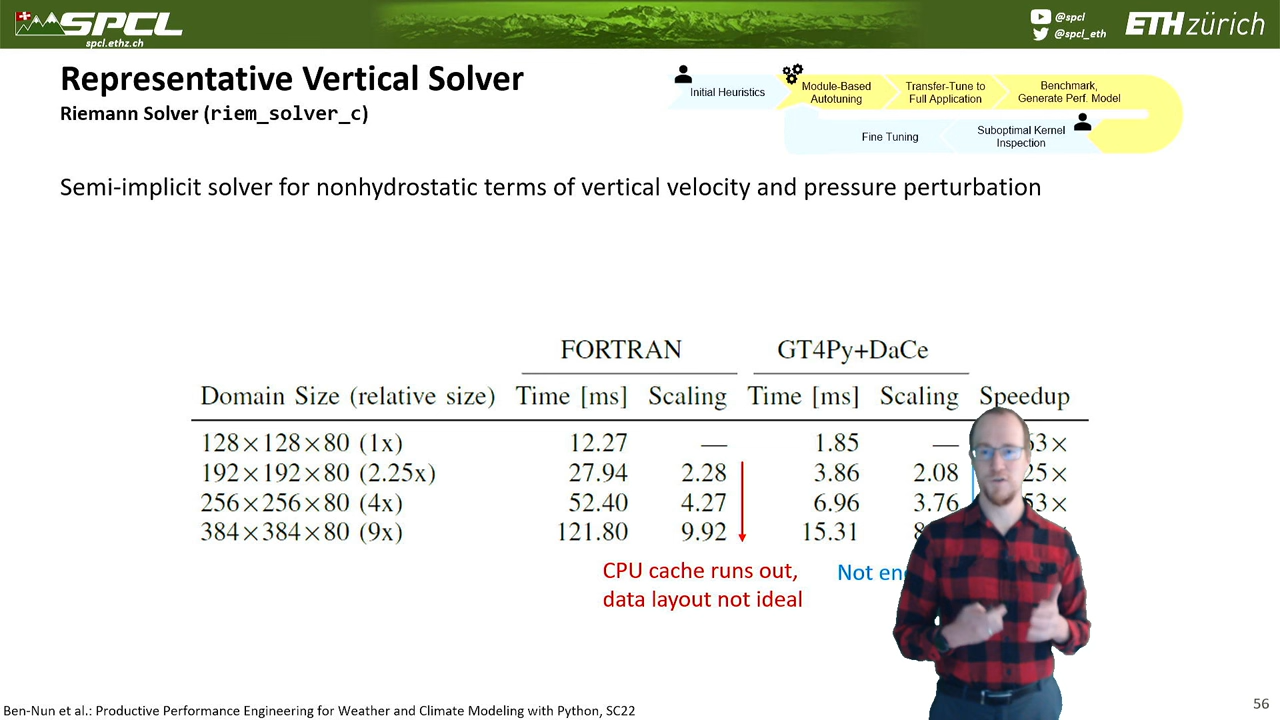 SPCL
spcl.ethz.ch
@spcl
@spcl_eth
ETH zürich
Representative Vertical Solver
Riemann Solver (riem_solver_c)
Initial Heuristics
Module-Based
Autotuning
Transfer-Tune to
Full Application
Benchmark,
Generate Perf. Model
Fine Tuning
Suboptimal Kernel
Inspection
Semi-implicit solver for nonhydrostatic terms of vertical velocity and pressure perturbation
FORTRAN GT4Py+DaCe
Domain Size (relative size) Time [ms] Scaling Time [ms] Scaling Speedup
128×128×80 (1x) 12.27 — 1.85 — 63×
192×192×80 (2.25x) 27.94 2.28 3.86 2.08 25×
256×256×80 (4x) 52.40 4.27 6.96 3.76 53×
384×384×80 (9x) 121.80 9.92 15.31
CPU cache runs out,
data layout not ideal
Not
Ben-Nun et al.: Productive Performance Engineering for Weather and Climate Modeling with Python, SC22
56